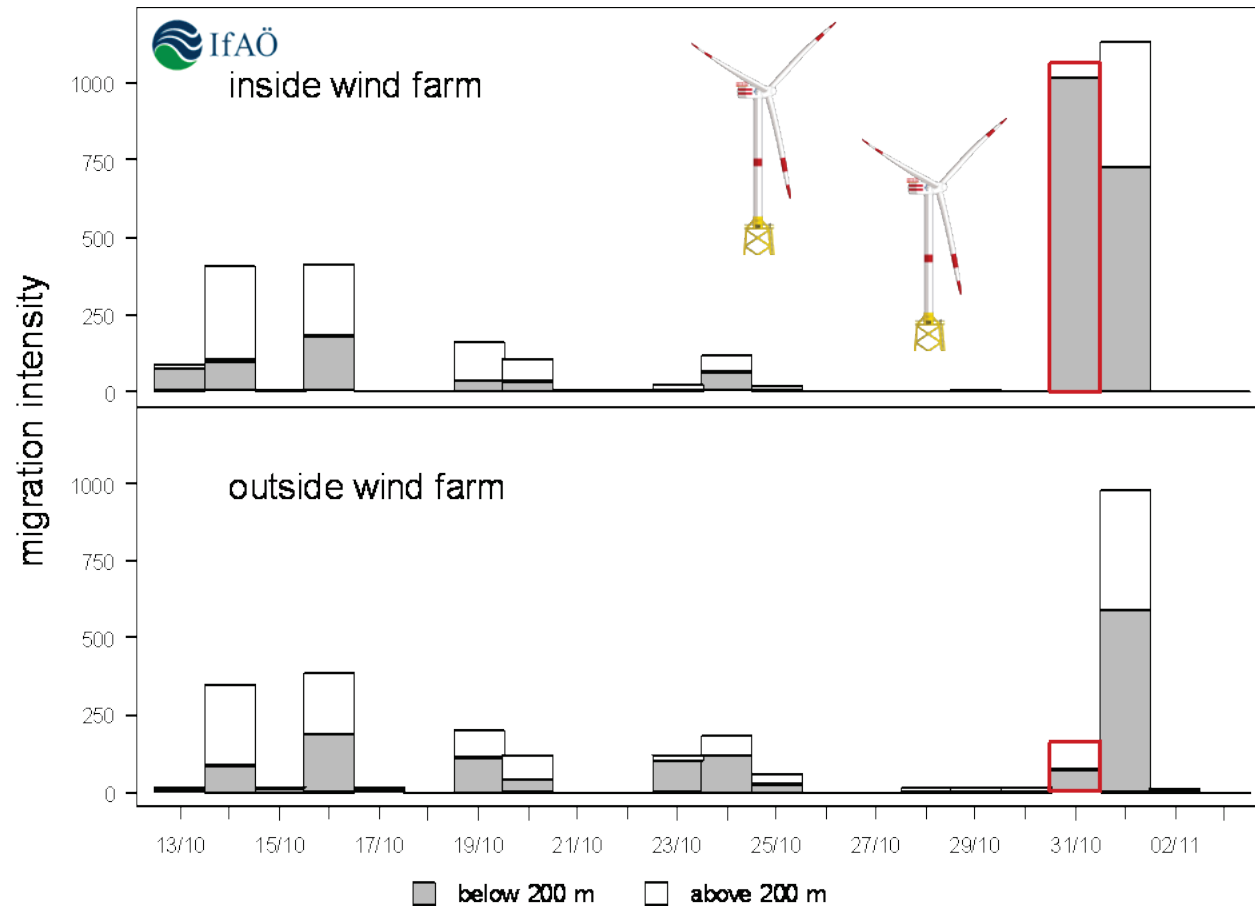 IfAÖ
inside wind farm
1000
750
500
250
0
migration intensity
outside wind farm
1000
750
500
250
0
13/10 15/10 17/10 19/10 21/10 23/10 25/10 27/10 29/10 31/10 02/11
below 200 m above 200 m